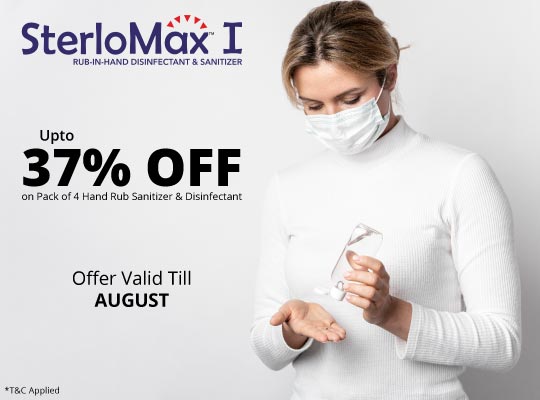 SterloMax™ I
RUB-IN-HAND DISINFECTANT & SANITIZER
Upto
37% OFF
on Pack of 4 Hand Rub Sanitizer & Disinfectant
Offer Valid Till
AUGUST
*T&C Applied